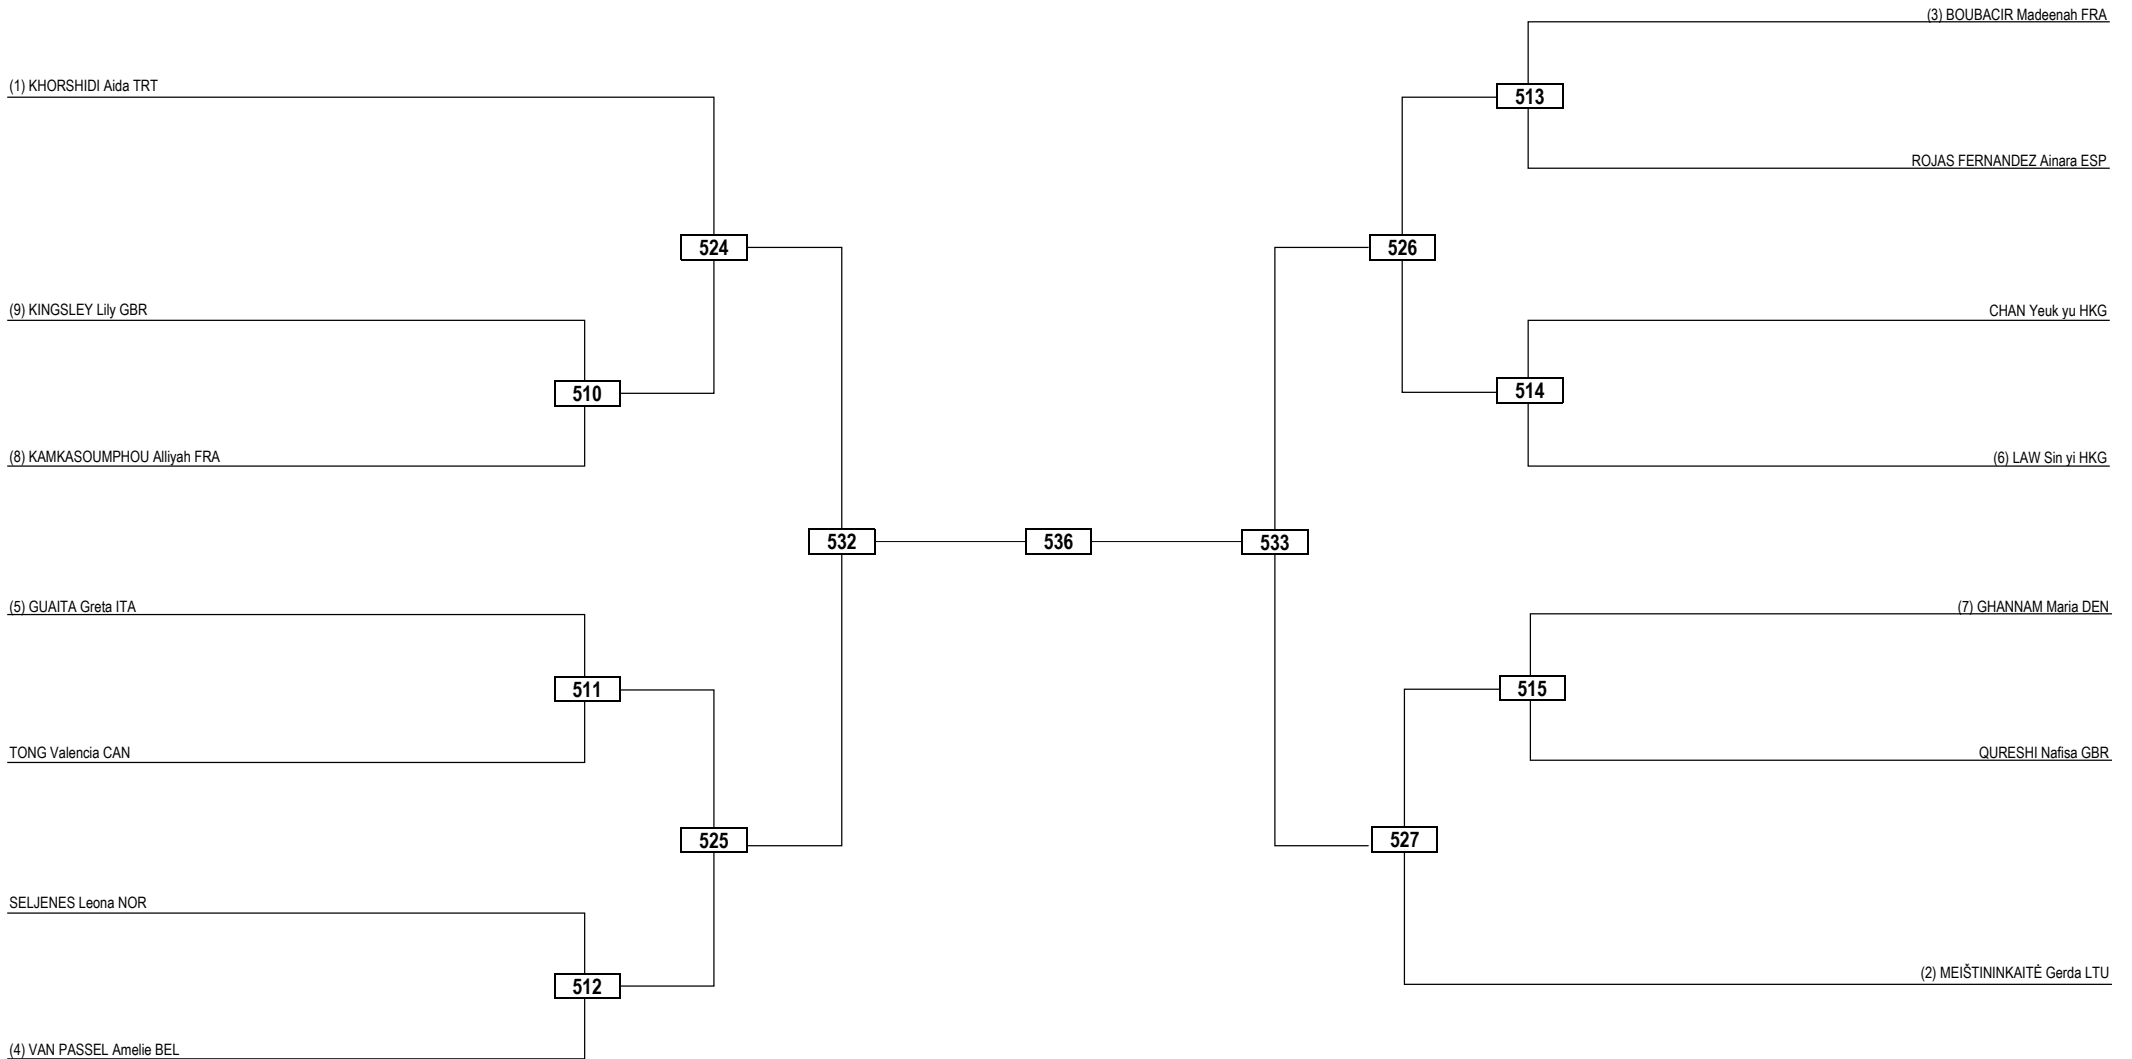 (3) BOUBACIR Madeenah FRA
(1) KHORSHIDI Aida TRT
513
ROJAS FERNANDEZ Ainara ESP
524
526
(9) KINGSLEY Lily GBR
CHAN Yeuk yu HKG
510
514
(8) KAMKASOUMPHOU Alliyah FRA
(6) LAW Sin yi HKG
532
536
533
(5) GUAITA Greta ITA
(7) GHANNAM Maria DEN
511
515
TONG Valencia CAN
QURESHI Nafisa GBR
525
527
SELJENES Leona NOR
(2) MEIŠTININKAITĖ Gerda LTU
512
(4) VAN PASSEL Amelie BEL